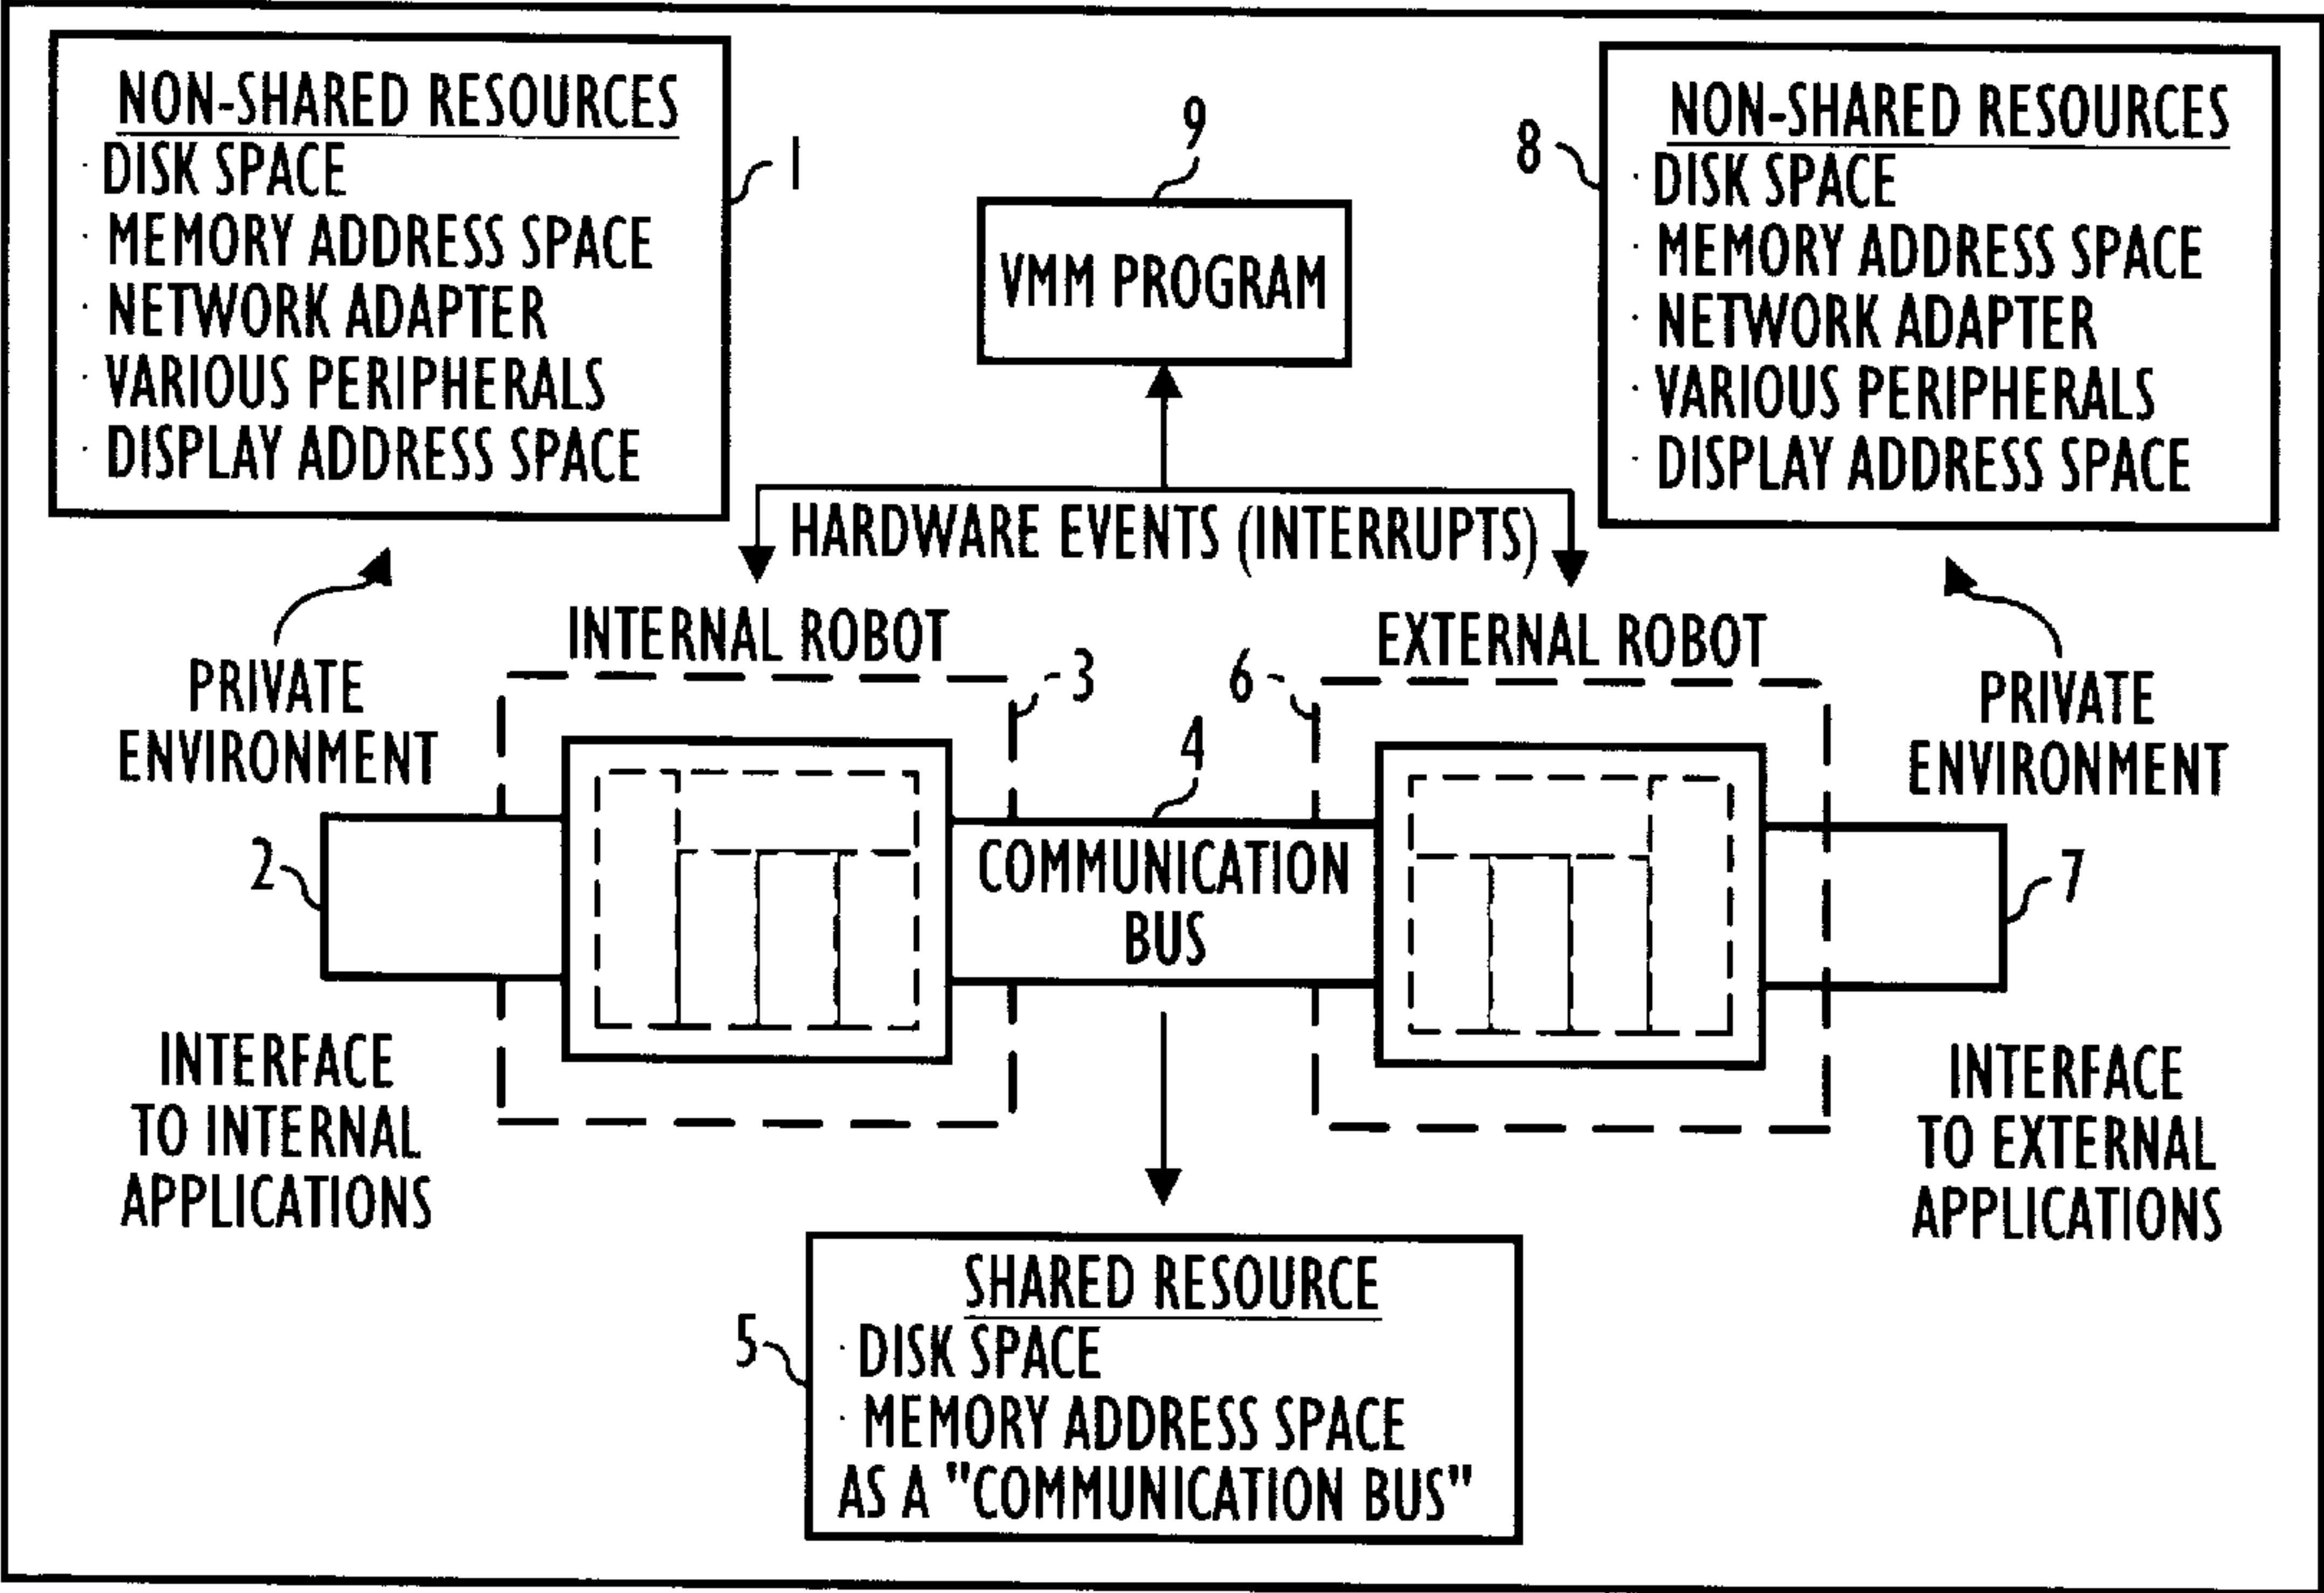 NON-SHARED RESOURCES
· DISK SPACE
· MEMORY ADDRESS SPACE
· NETWORK ADAPTER
· VARIOUS PERIPHERALS
· DISPLAY ADDRESS SPACE
1
9
VMM PROGRAM
8
NON-SHARED RESOURCES
· DISK SPACE
· MEMORY ADDRESS SPACE
· NETWORK ADAPTER
· VARIOUS PERIPHERALS
· DISPLAY ADDRESS SPACE
HARDWARE EVENTS (INTERRUPTS)
PRIVATE
ENVIRONMENT
INTERNAL ROBOT
3
EXTERNAL ROBOT
6
PRIVATE
ENVIRONMENT
2
4
COMMUNICATION
BUS
7
INTERFACE
TO INTERNAL
APPLICATIONS
INTERFACE
TO EXTERNAL
APPLICATIONS
5
SHARED RESOURCE
· DISK SPACE
· MEMORY ADDRESS SPACE
AS A "COMMUNICATION BUS"